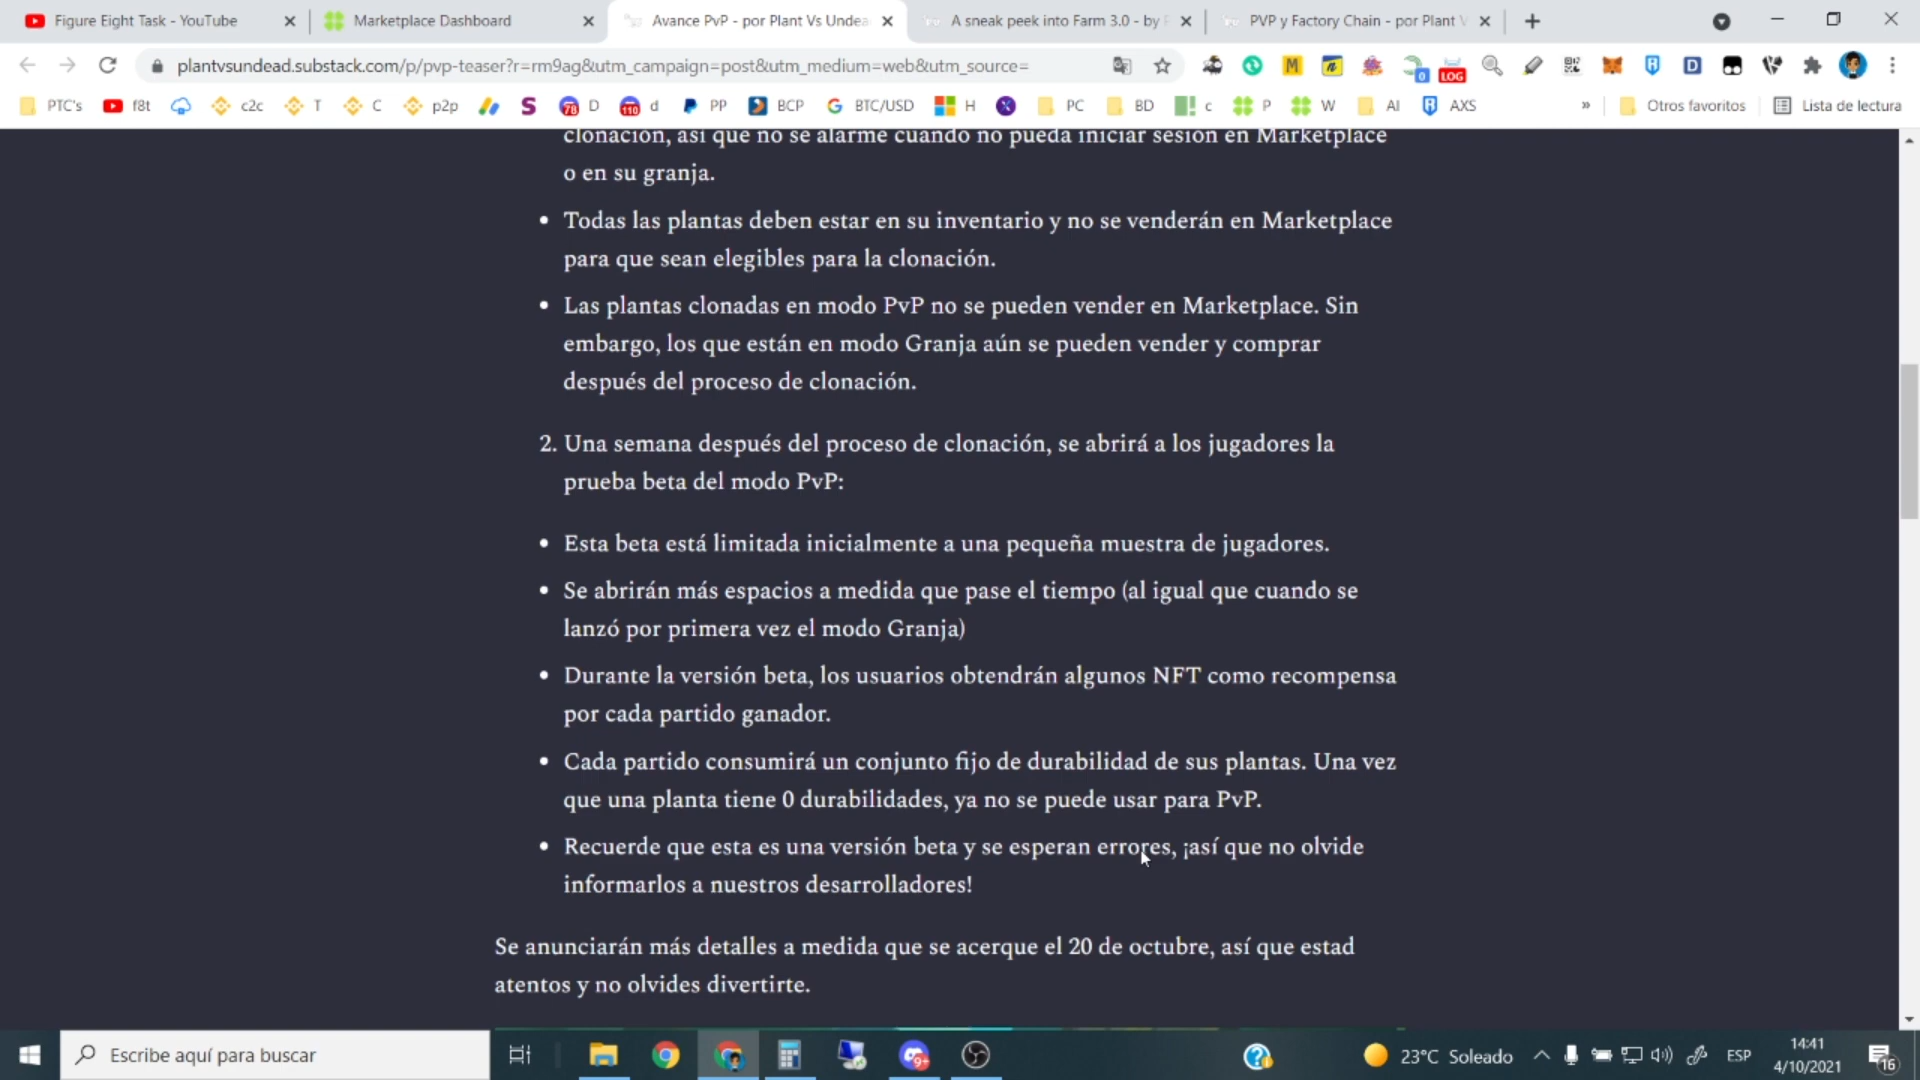 Figure Eight Task - YouTube
Marketplace Dashboard
Avance PvP - por Plant Vs Undea
A sneak peek into Farm 3.0 - by
PVP y Factory Chain - por Plant V
plantvsundead.substack.com/p/pvp-teaser?r=rm9ag&utm_campaign=post&utm_medium=web&utm_source=
LOG
0
PTC's
f8t
c2c
T
C
p2p
D
d
PP
BCP
BTC/USD
H
PC
BD
c
P
W
AI
AXS
»
Otros favoritos
Lista de lectura
clonación, así que no se alarme cuando no pueda iniciar sesión en Marketplace
o en su granja.
• Todas las plantas deben estar en su inventario y no se venderán en Marketplace
para que sean elegibles para la clonación.
• Las plantas clonadas en modo PvP no se pueden vender en Marketplace. Sin
embargo, los que están en modo Granja aún se pueden vender y comprar
después del proceso de clonación.
2. Una semana después del proceso de clonación, se abrirá a los jugadores la
prueba beta del modo PvP:
• Esta beta está limitada inicialmente a una pequeña muestra de jugadores.
• Se abrirán más espacios a medida que pase el tiempo (al igual que cuando se
lanzó por primera vez el modo Granja)
• Durante la versión beta, los usuarios obtendrán algunos NFT como recompensa
por cada partido ganador.
• Cada partido consumirá un conjunto fijo de durabilidad de sus plantas. Una vez
que una planta tiene 0 durabilidades, ya no se puede usar para PvP.
• Recuerde que esta es una versión beta y se esperan errores, ¡así que no olvide
informarlos a nuestros desarrolladores!
Se anunciarán más detalles a medida que se acerque el 20 de octubre, así que estad
atentos y no olvides divertirte.
Escribe aquí para buscar
23°C Soleado
ESP
14:41
4/10/2021
16